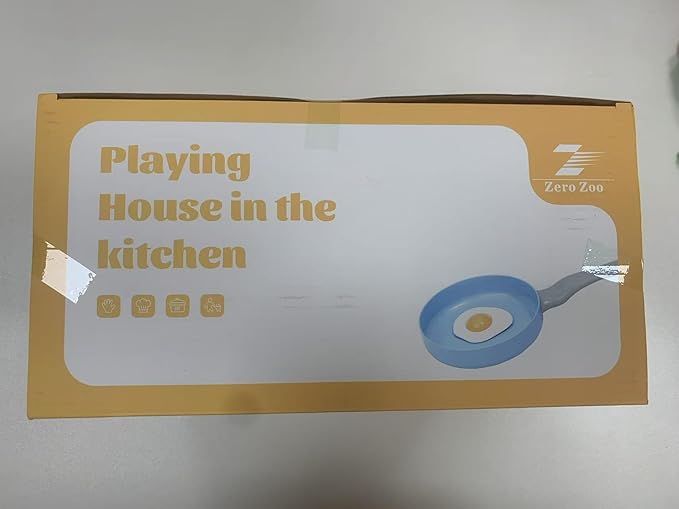 Playing
House in the
kitchen
Zero Zoo